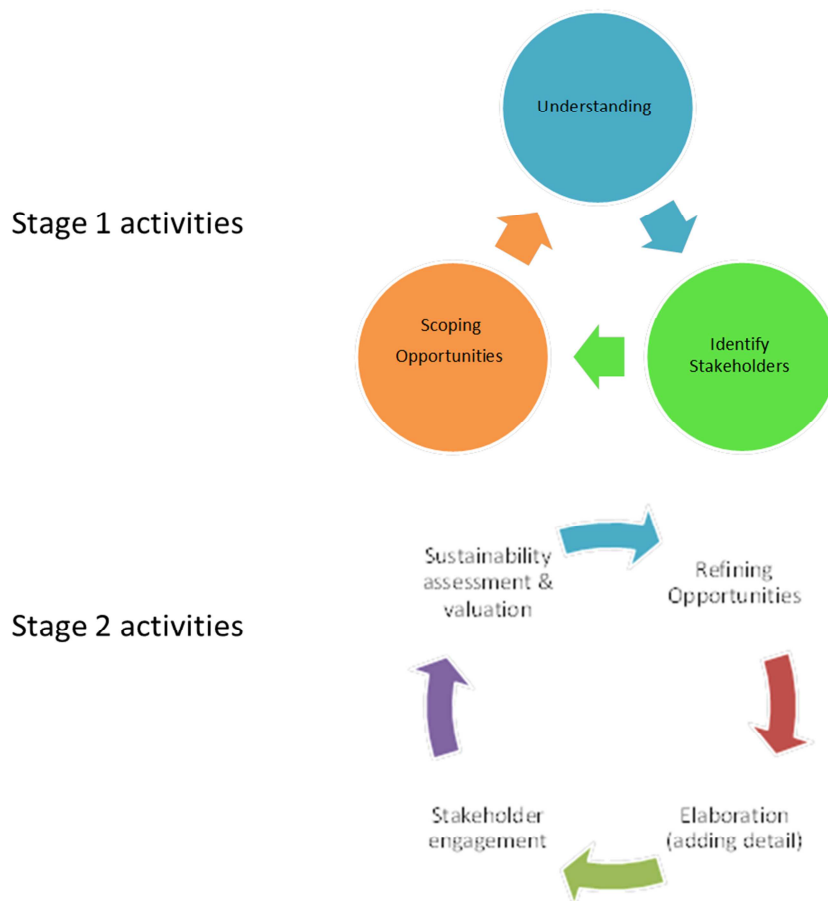 Understanding
Stage 1 activities
Scoping
Opportunities
Identify
Stakeholders
Sustainability
assessment &
valuation
Refining
Opportunities
Stage 2 activities
Stakeholder
engagement
Elaboration
(adding detail)